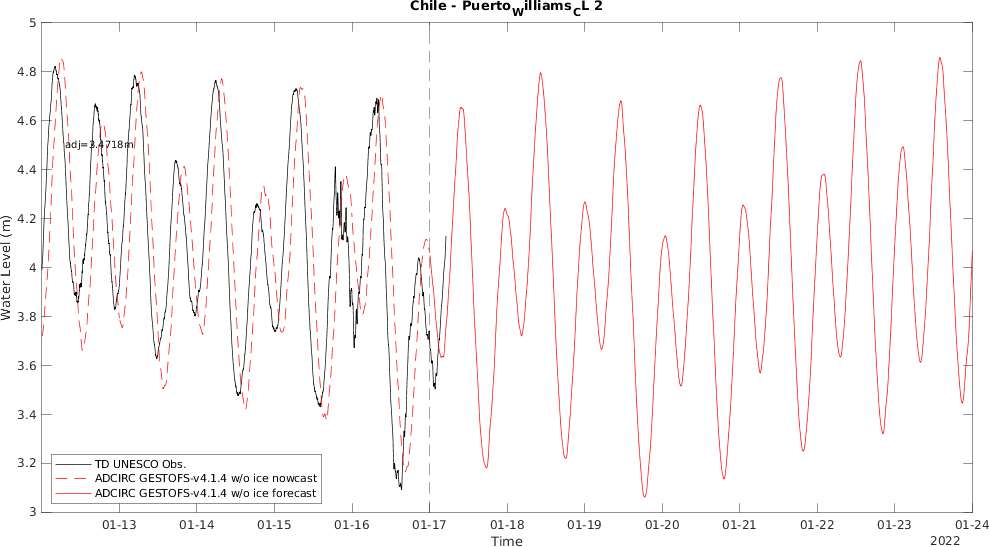 Chile - PuertoWilliamsCL 2
5
4.8
4.6
4.4
4.2
4
3.8
3.6
3.4
3.2
3
Water Level (m)
adj=3.4718m
TD UNESCO Obs.
ADCIRC GESTOFS-v4.1.4 w/o ice nowcast
ADCIRC GESTOFS-v4.1.4 w/o ice forecast
01-13 01-14 01-15 01-16 01-17 01-18 01-19 01-20 01-21 01-22 01-23 01-24
Time
2022